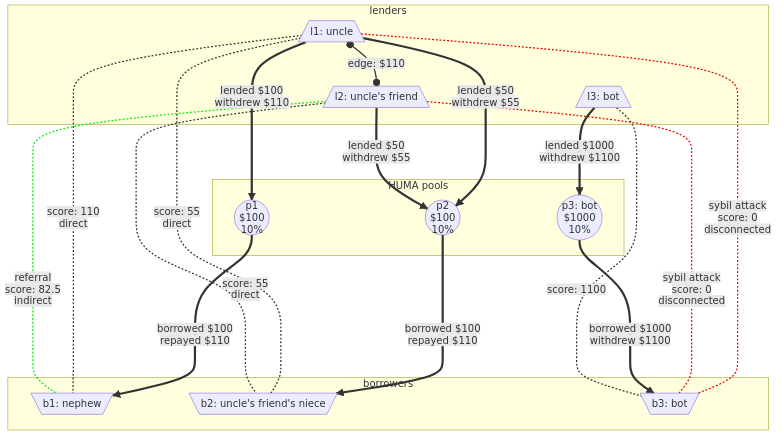 lenders
l1: uncle
edge: $110
lended $100
withdrew $110
l2: uncle's friend
lended $50
withdrew $55
l3: bot
lended $50
withdrew $55
lended $1000
withdrew $1100
HUMA pools
p1
$100
10%
p2
$100
10%
p3: bot
$1000
10%
score: 110
direct
score: 55
direct
sybil attack
score: 0
disconnected
referral
score: 82.5
indirect
score: 55
direct
score: 1100
sybil attack
score: 0
disconnected
borrowed $100
repayed $110
borrowed $100
repayed $110
borrowed $1000
withdrew $1100
borrowers
b1: nephew
b2: uncle's friend's niece
b3: bot